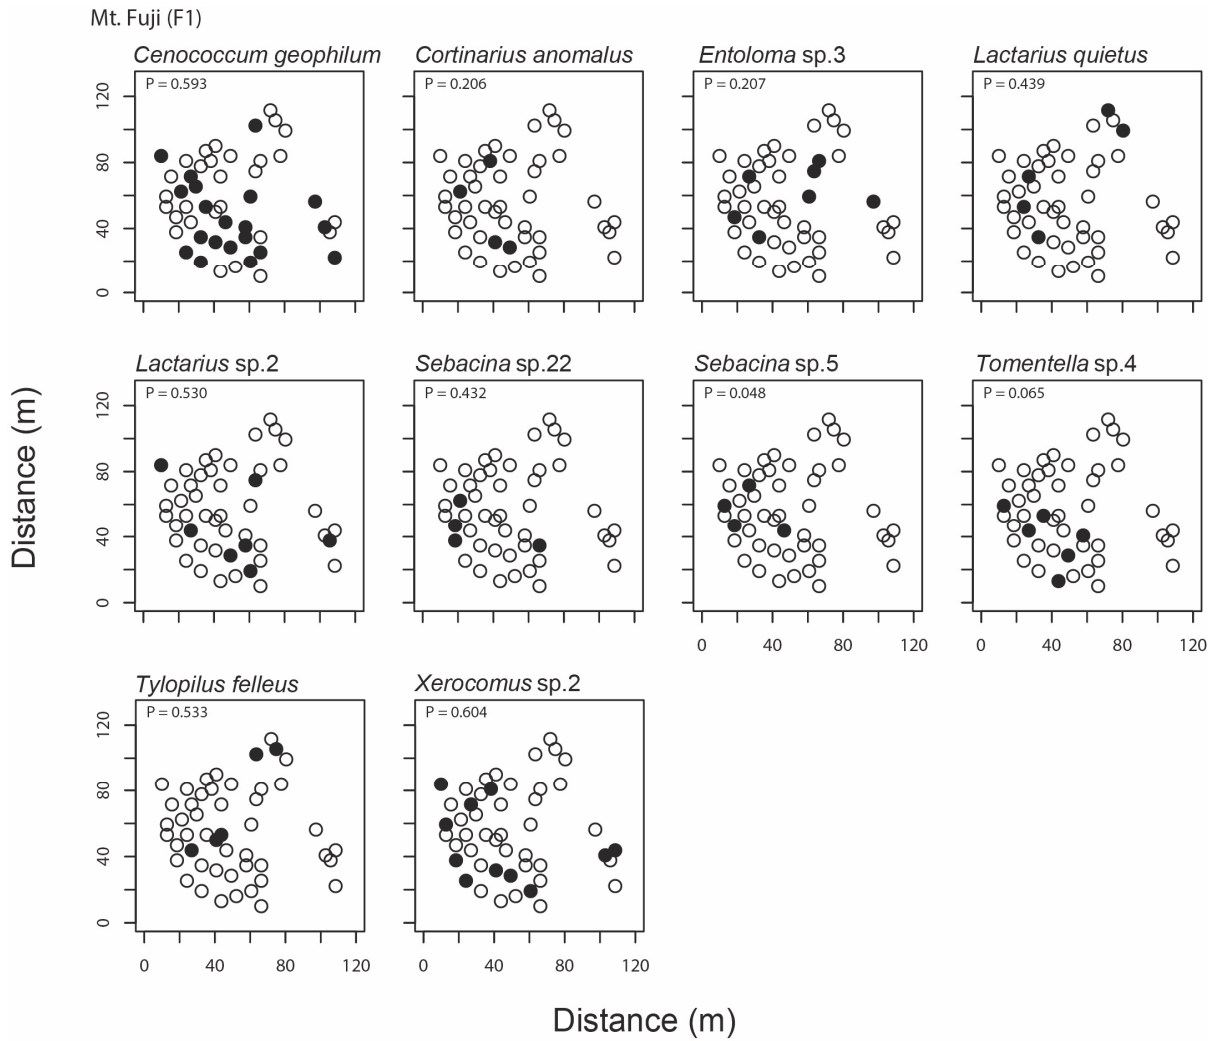 Mt. Fuji (F1)
Cenococcum geophilum
Cortinarius anomalus
Entoloma sp.3
Lactarius quietus
P = 0.593
P = 0.206
P = 0.207
P = 0.439
120
80
40
0
Lactarius sp.2
Sebacina sp.22
Sebacina sp.5
Tomentella sp.4
P = 0.530
P = 0.432
P = 0.048
P = 0.065
120
80
40
0
0 40 80 120
0 40 80 120
Tylopilus felleus
Xerocomus sp.2
P = 0.533
P = 0.604
120
80
40
0
0 40 80 120
0 40 80 120
Distance (m)
Distance (m)